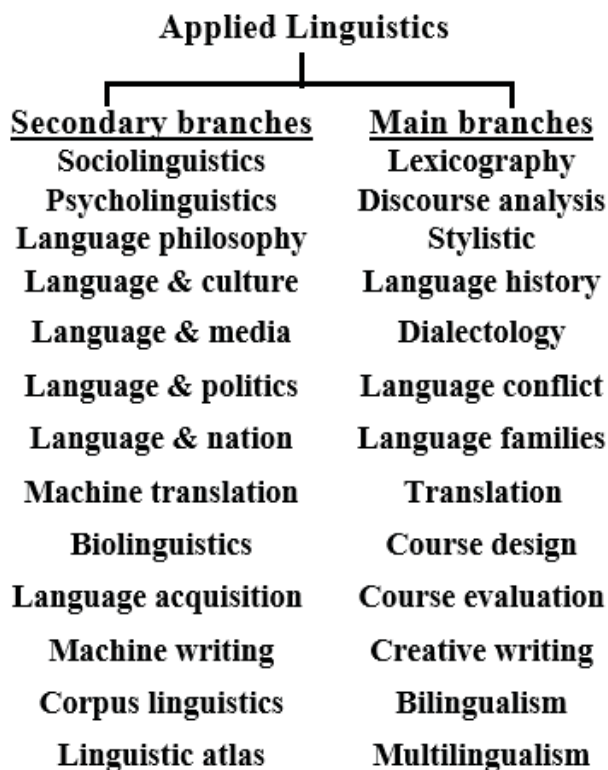 Applied Linguistics
Secondary branches
Sociolinguistics
Psycholinguistics
Language philosophy
Language & culture
Language & media
Language & politics
Language & nation
Machine translation
Biolinguistics
Language acquisition
Machine writing
Corpus linguistics
Linguistic atlas
Main branches
Lexicography
Discourse analysis
Stylistic
Language history
Dialectology
Language conflict
Language families
Translation
Course design
Course evaluation
Creative writing
Bilingualism
Multilingualism